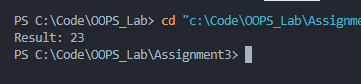 PS C:\Code\OOPS_Lab> cd "c:\Code\OOPS_Lab\Assignme
Result: 23
PS C:\Code\OOPS_Lab\Assignment3>